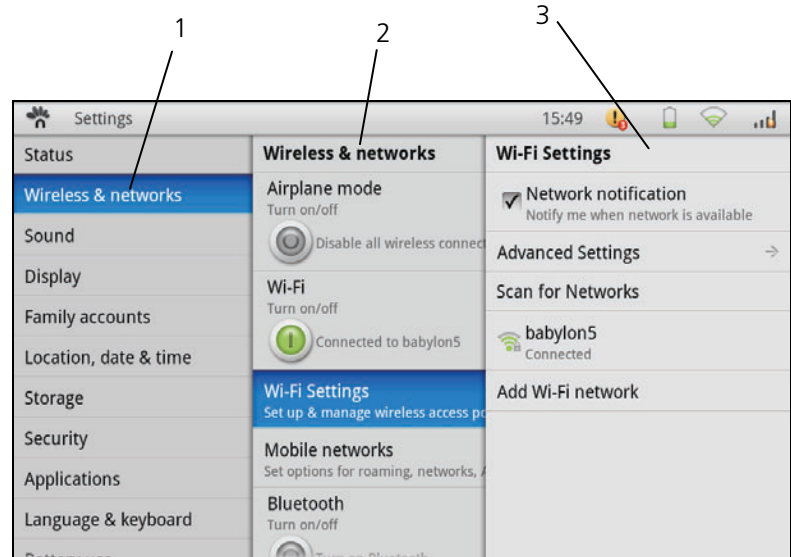 1
2
3
Settings
15:49
Status
Wireless & networks
Sound
Display
Family accounts
Location, date & time
Storage
Security
Applications
Language & keyboard
Wireless & networks
Airplane mode
Turn on/off
Disable all wireless connect
Wi-Fi
Turn on/off
Connected to babylon5
Wi-Fi Settings
Set up & manage wireless access po
Mobile networks
Set options for roaming, networks, A
Bluetooth
Turn on/off
Turn on Bluetooth
Wi-Fi Settings
Network notification
Notify me when network is available
Advanced Settings
Scan for Networks
babylon5
Connected
Add Wi-Fi network